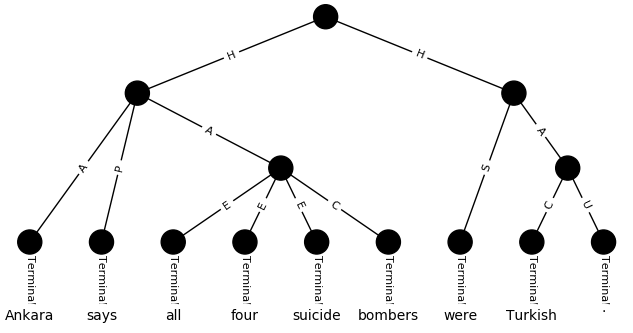 H H
A P A S A
E E E C C U
Terminal Terminal Terminal Terminal Terminal Terminal Terminal Terminal Terminal
Ankara says all four suicide bombers were Turkish .